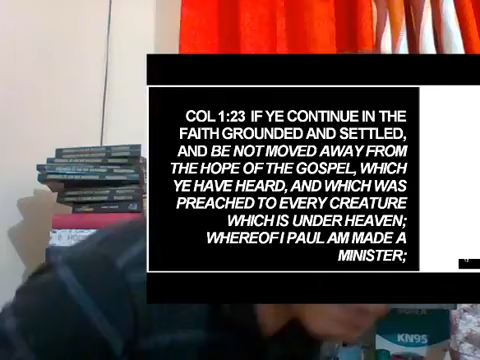 COL 1:23 IF YE CONTINUE IN THE
FAITH GROUNDED AND SETTLED,
AND BE NOT MOVED AWAY FROM
THE HOPE OF THE GOSPEL, WHICH
YE HAVE HEARD, AND WHICH WAS
PREACHED TO EVERY CREATURE
WHICH IS UNDER HEAVEN;
WHEREOF I PAUL AM MADE A
MINISTER;
KN95